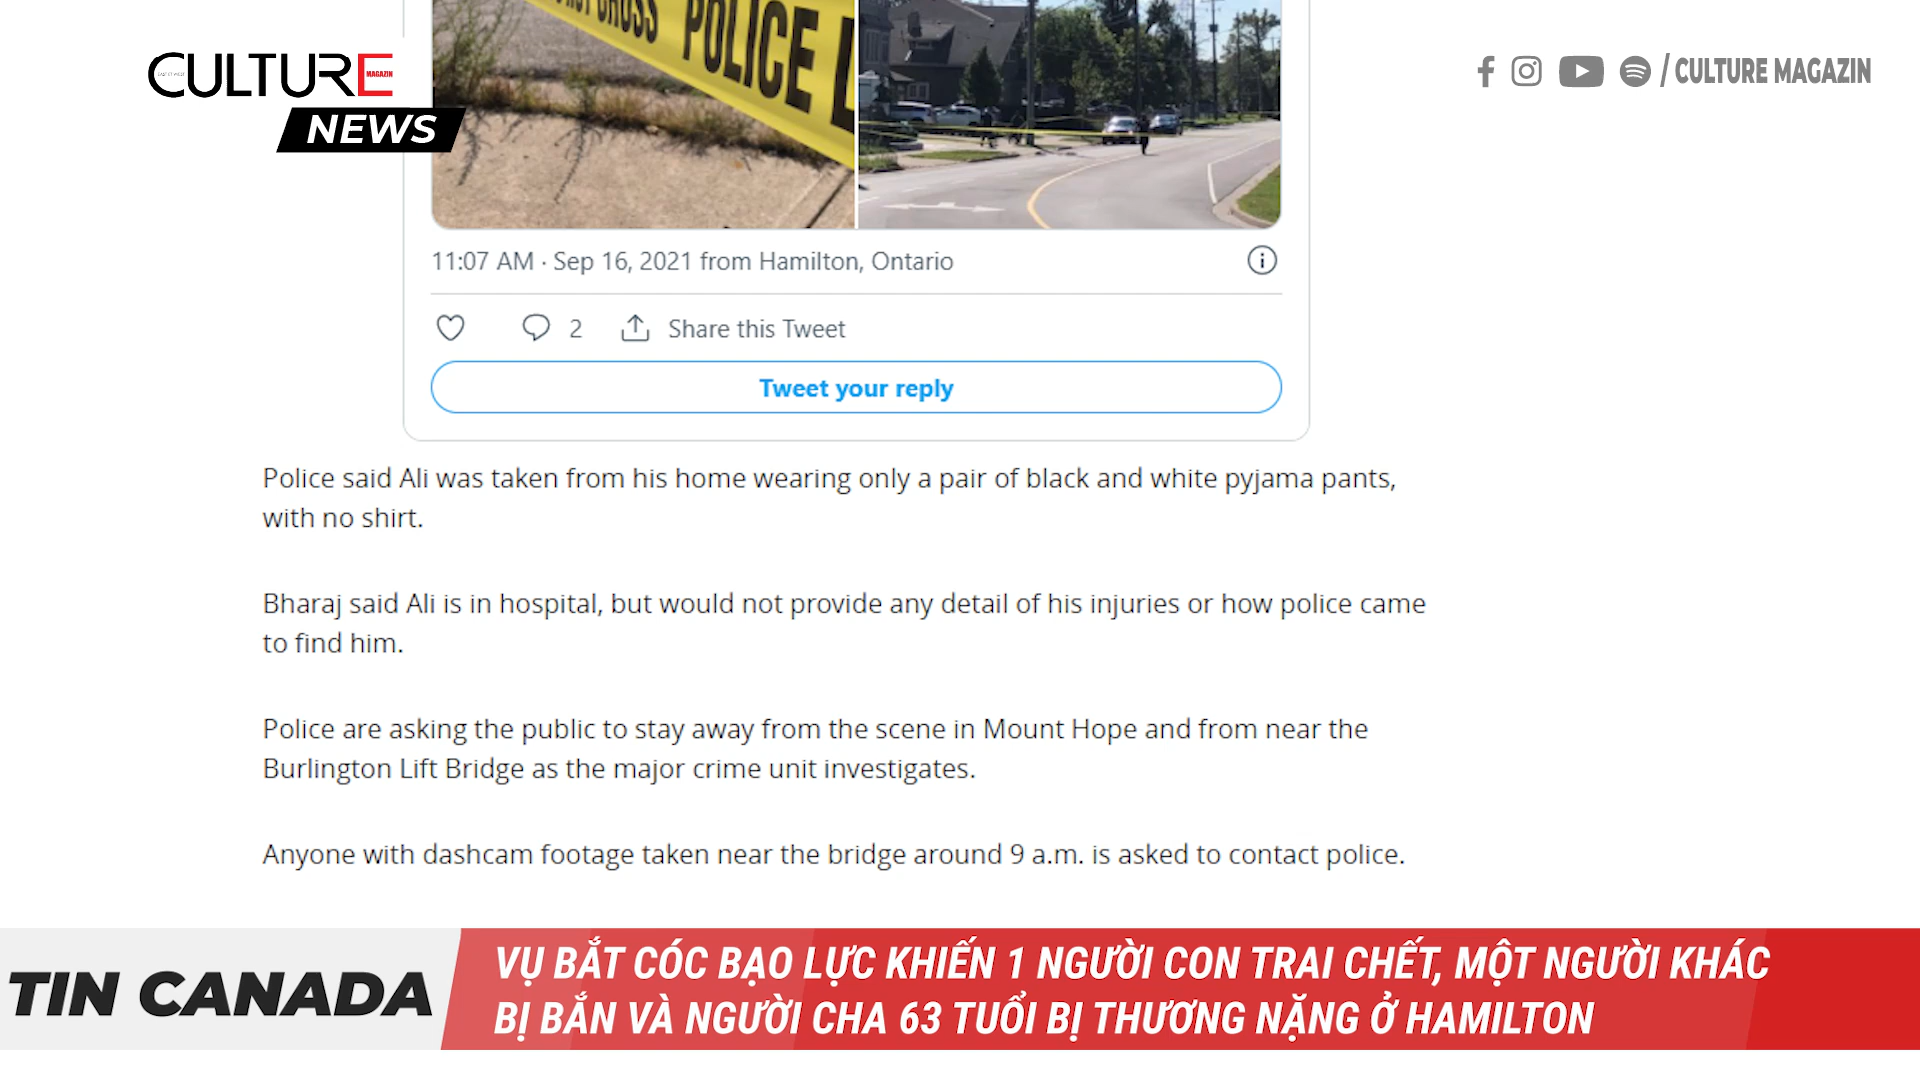 CULTURE
MAGAZIN
NEWS
/ CULTURE MAGAZIN
CROSS POLICE
11:07 AM · Sep 16, 2021 from Hamilton, Ontario
2 Share this Tweet
Tweet your reply
Police said Ali was taken from his home wearing only a pair of black and white pyjama pants,
with no shirt.
Bharaj said Ali is in hospital, but would not provide any detail of his injuries or how police came
to find him.
Police are asking the public to stay away from the scene in Mount Hope and from near the
Burlington Lift Bridge as the major crime unit investigates.
Anyone with dashcam footage taken near the bridge around 9 a.m. is asked to contact police.
TIN CANADA
VỤ BẮT CÓC BẠO LỰC KHIẾN 1 NGƯỜI CON TRAI CHẾT, MỘT NGƯỜI KHÁC
BỊ BẮN VÀ NGƯỜI CHA 63 TUỔI BỊ THƯƠNG NẶNG Ở HAMILTON